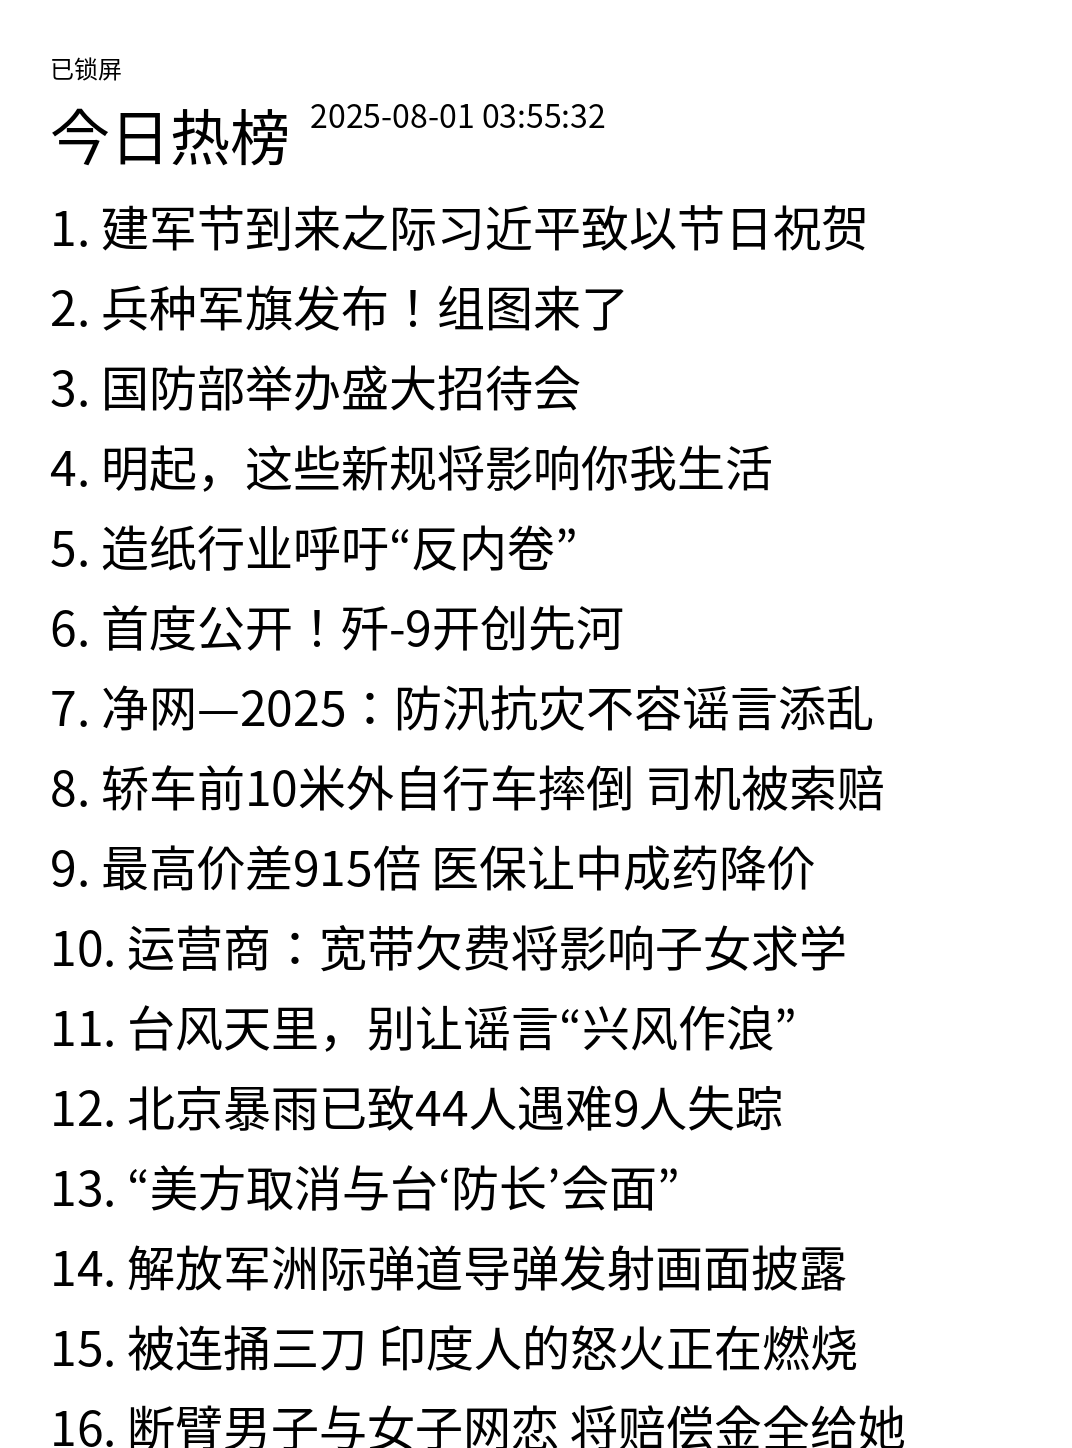 已锁屏
今日热榜 2025-08-01 03:55:32
1. 建军节到来之际习近平致以节日祝贺
2. 兵种军旗发布！组图来了
3. 国防部举办盛大招待会
4. 明起，这些新规将影响你我生活
5. 造纸行业呼吁“反内卷”
6. 首度公开！歼-9开创先河
7. 净网—2025：防汛抗灾不容谣言添乱
8. 轿车前10米外自行车摔倒 司机被索赔
9. 最高价差915倍 医保让中成药降价
10. 运营商：宽带欠费将影响子女求学
11. 台风天里，别让谣言“兴风作浪”
12. 北京暴雨已致44人遇难9人失踪
13. “美方取消与台‘防长’会面”
14. 解放军洲际弹道导弹发射画面披露
15. 被连捅三刀 印度人的怒火正在燃烧
16. 断臂男子与女子网恋 将赔偿金全给她